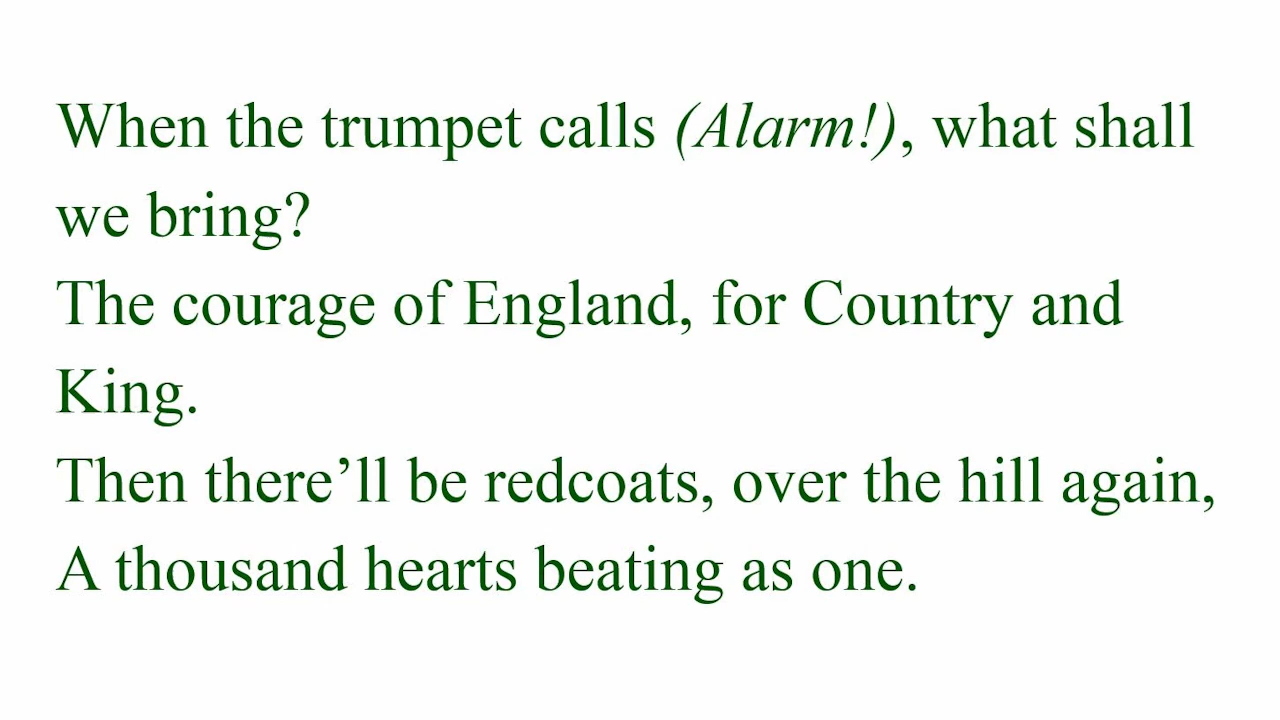 When the trumpet calls (Alarm!), what shall
we bring?
The courage of England, for Country and
King.
Then there’ll be redcoats, over the hill again,
A thousand hearts beating as one.